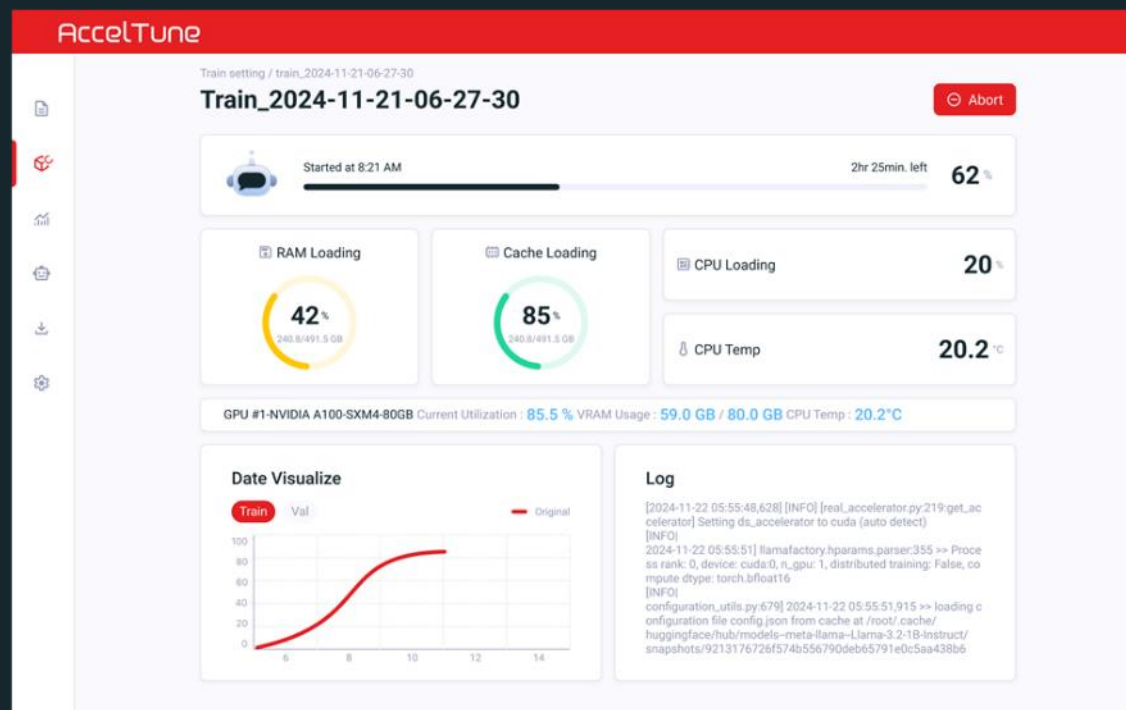 AccelTune
Train setting / train_2024-11-21-06-27-30
Train_2024-11-21-06-27-30
Abort
Started at 8:21 AM
2hr 25min. left
62 %
RAM Loading
42 %
240.8/491.5 GB
Cache Loading
85 %
240.8/491.5 GB
CPU Loading
20 %
CPU Temp
20.2 °C
GPU #1-NVIDIA A100-SXM4-80GB Current Utilization : 85.5 % VRAM Usage : 59.0 GB / 80.0 GB CPU Temp : 20.2°C
Date Visualize
Train
Val
Original
100
80
60
40
20
0
6
8
10
12
14
Log
[2024-11-22 05:55:48,628] [INFO] [real_accelerator.py:219:get_ac
celerator] Setting ds_accelerator to cuda (auto detect)
[INFO|
2024-11-22 05:55:51] llamafactory.hparams.parser:355 >> Proce
ss rank: 0, device: cuda:0, n_gpu: 1, distributed training: False, co
mpute dtype: torch.bfloat16
[INFO|
configuration_utils.py:679] 2024-11-22 05:55:51,915 >> loading c
onfiguration file config.json from cache at /root/.cache/
huggingface/hub/models--meta-llama--Llama-3.2-1B-Instruct/
snapshots/9213176726f574b556790deb65791e0c5aa438b6